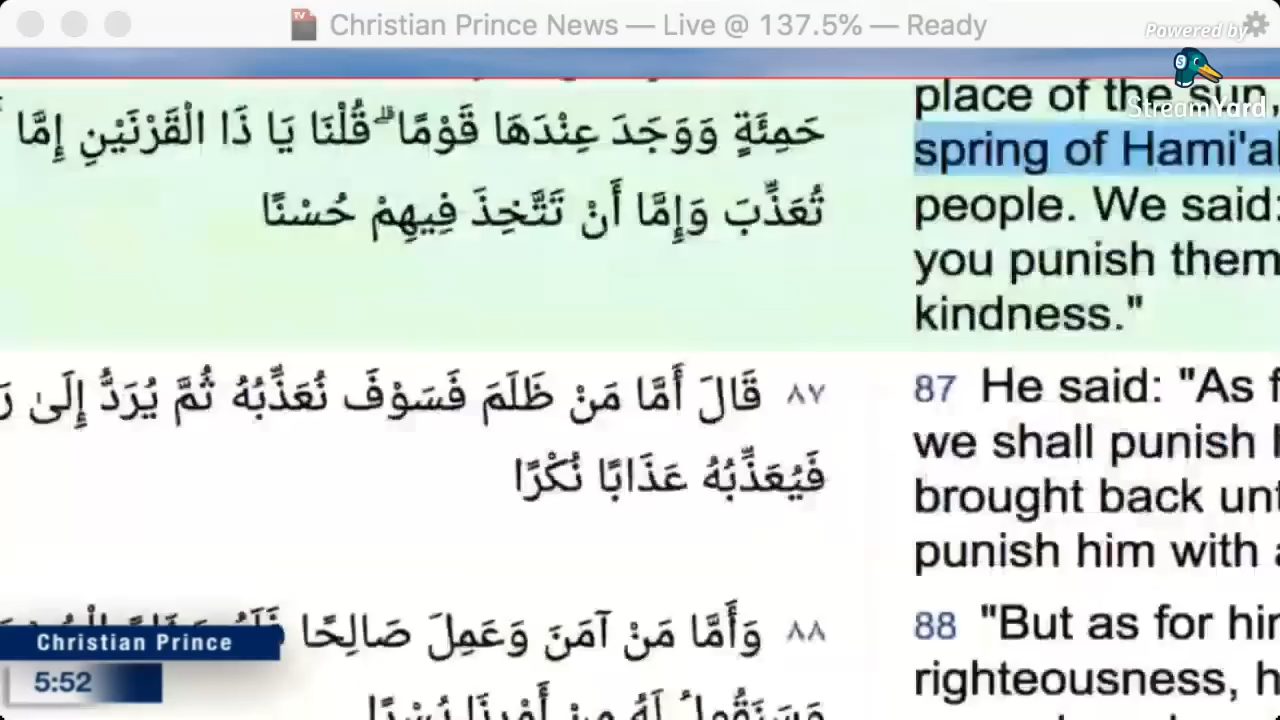 Christian Prince News — Live @ 137.5% — Ready
Powered by
StreamYard
حَمِئَةٍ وَوَجَدَ عِنْدَهَا قَوْمًا ۗ قُلْنَا يَا ذَا الْقَرْنَيْنِ إِمَّا
تُعَذِّبَ وَإِمَّا أَنْ تَتَّخِذَ فِيهِمْ حُسْنًا
٨٧ قَالَ أَمَّا مَنْ ظَلَمَ فَسَوْفَ نُعَذِّبُهُ ثُمَّ يُرَدُّ إِلَىٰ
فَيُعَذِّبُهُ عَذَابًا نُكْرًا
٨٨ وَأَمَّا مَنْ آمَنَ وَعَمِلَ صَالِحًا
وَسَنَقُولُ لَهُ مِنْ أَمْرِنَا يُسْرًا
place of the sun,
spring of Hami'a
people. We said:
you punish them
kindness."
87 He said: "As f
we shall punish
brought back unt
punish him with a
88 "But as for hi
righteousness, h
Christian Prince
5:52